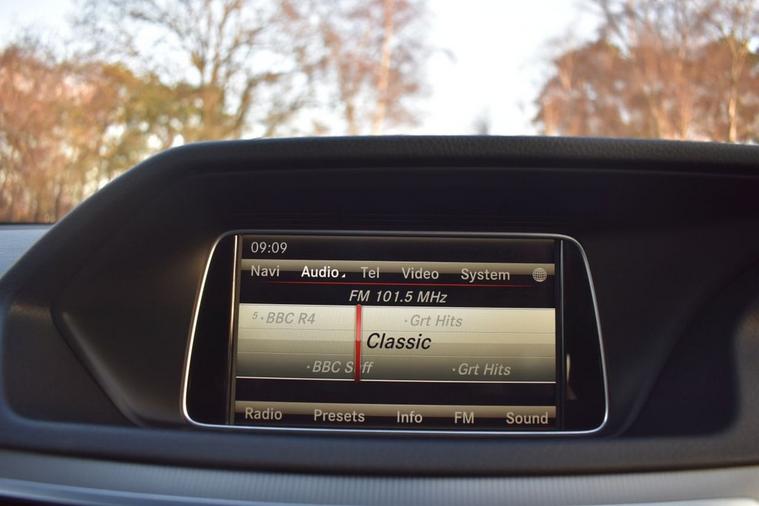 09:09
Navi Audio Tel Video System
FM 101.5 MHz
5 • BBC R4 • Grt Hits
Classic
• Grt Hits
• BBC
Radio Presets Info FM Sound